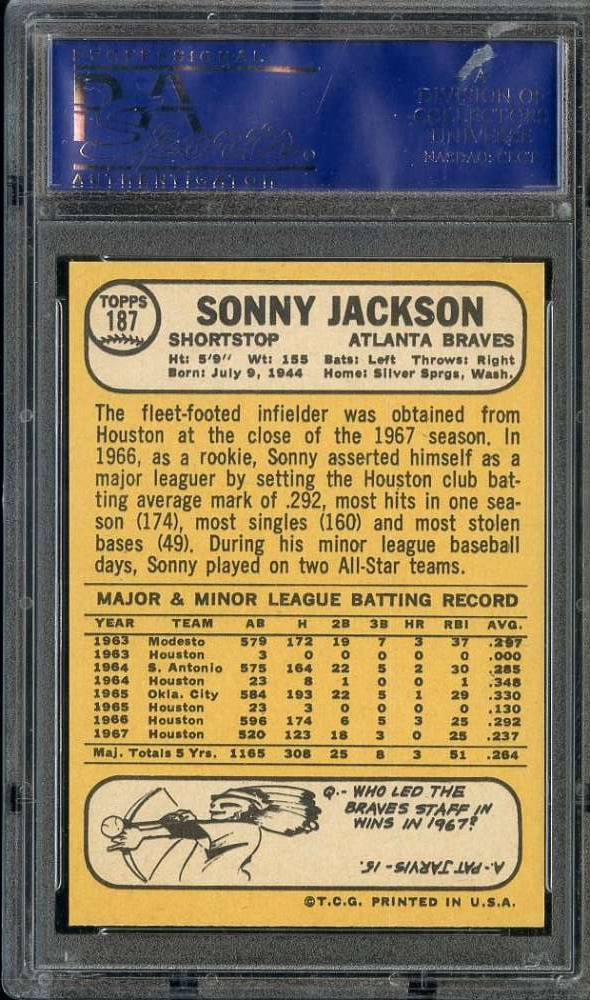 PROFESSIONAL
PSA
Sports
AUTHENTICATOR
A
DIVISION OF
COLLECTORS
UNIVERSE
NASDAQ: CLCT
TOPPS
187
SONNY JACKSON
SHORTSTOP ATLANTA BRAVES
Ht: 5'9" Wt: 155 Bats: Left Throws: Right
Born: July 9, 1944 Home: Silver Sprgs, Wash.
The fleet-footed infielder was obtained from
Houston at the close of the 1967 season. In
1966, as a rookie, Sonny asserted himself as a
major leaguer by setting the Houston club bat-
ting average mark of .292, most hits in one sea-
son (174), most singles (160) and most stolen
bases (49). During his minor league baseball
days, Sonny played on two All-Star teams.
MAJOR & MINOR LEAGUE BATTING RECORD
YEAR TEAM AB H 2B 3B HR RBI AVG.
1963 Modesto 579 172 19 7 3 37 .297
1963 Houston 3 0 0 0 0 0 .000
1964 S. Antonio 575 164 22 5 2 30 .285
1964 Houston 23 8 1 0 0 1 .348
1965 Okla. City 584 193 22 5 1 29 .330
1965 Houston 23 3 0 0 0 0 .130
1966 Houston 596 174 6 5 3 25 .292
1967 Houston 520 123 18 3 0 25 .237
Maj. Totals 5 Yrs. 1165 308 25 8 3 51 .264
Q.- WHO LED THE
BRAVES STAFF IN
WINS IN 1967?
A.- PAT JARVIS - 15.
©T.C.G. PRINTED IN U.S.A.